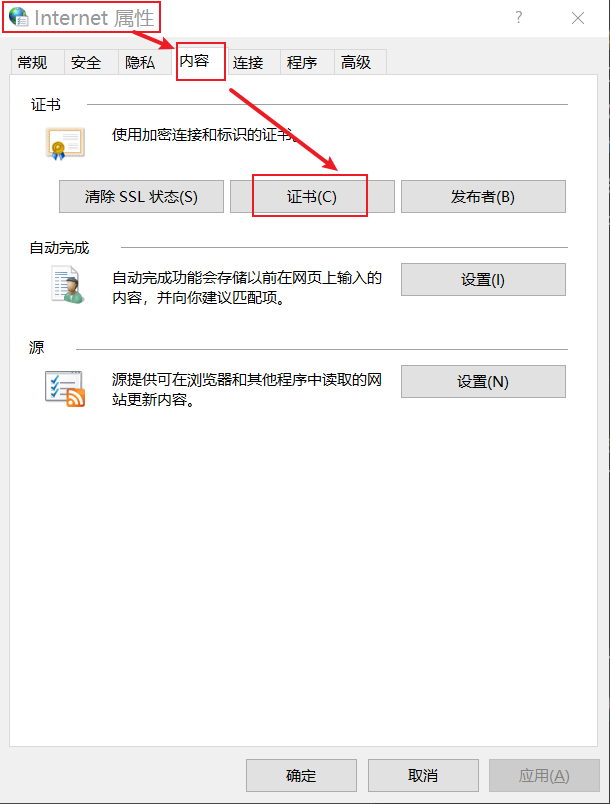 Internet 属性
?
常规 安全 隐私 内容 连接 程序 高级
证书
使用加密连接和标识的证书。
清除 SSL 状态(S) 证书(C) 发布者(B)
自动完成
自动完成功能会存储以前在网页上输入的
内容，并向你建议匹配项。
设置(I)
源
源提供可在浏览器和其他程序中读取的网
站更新内容。
设置(N)
确定 取消 应用(A)